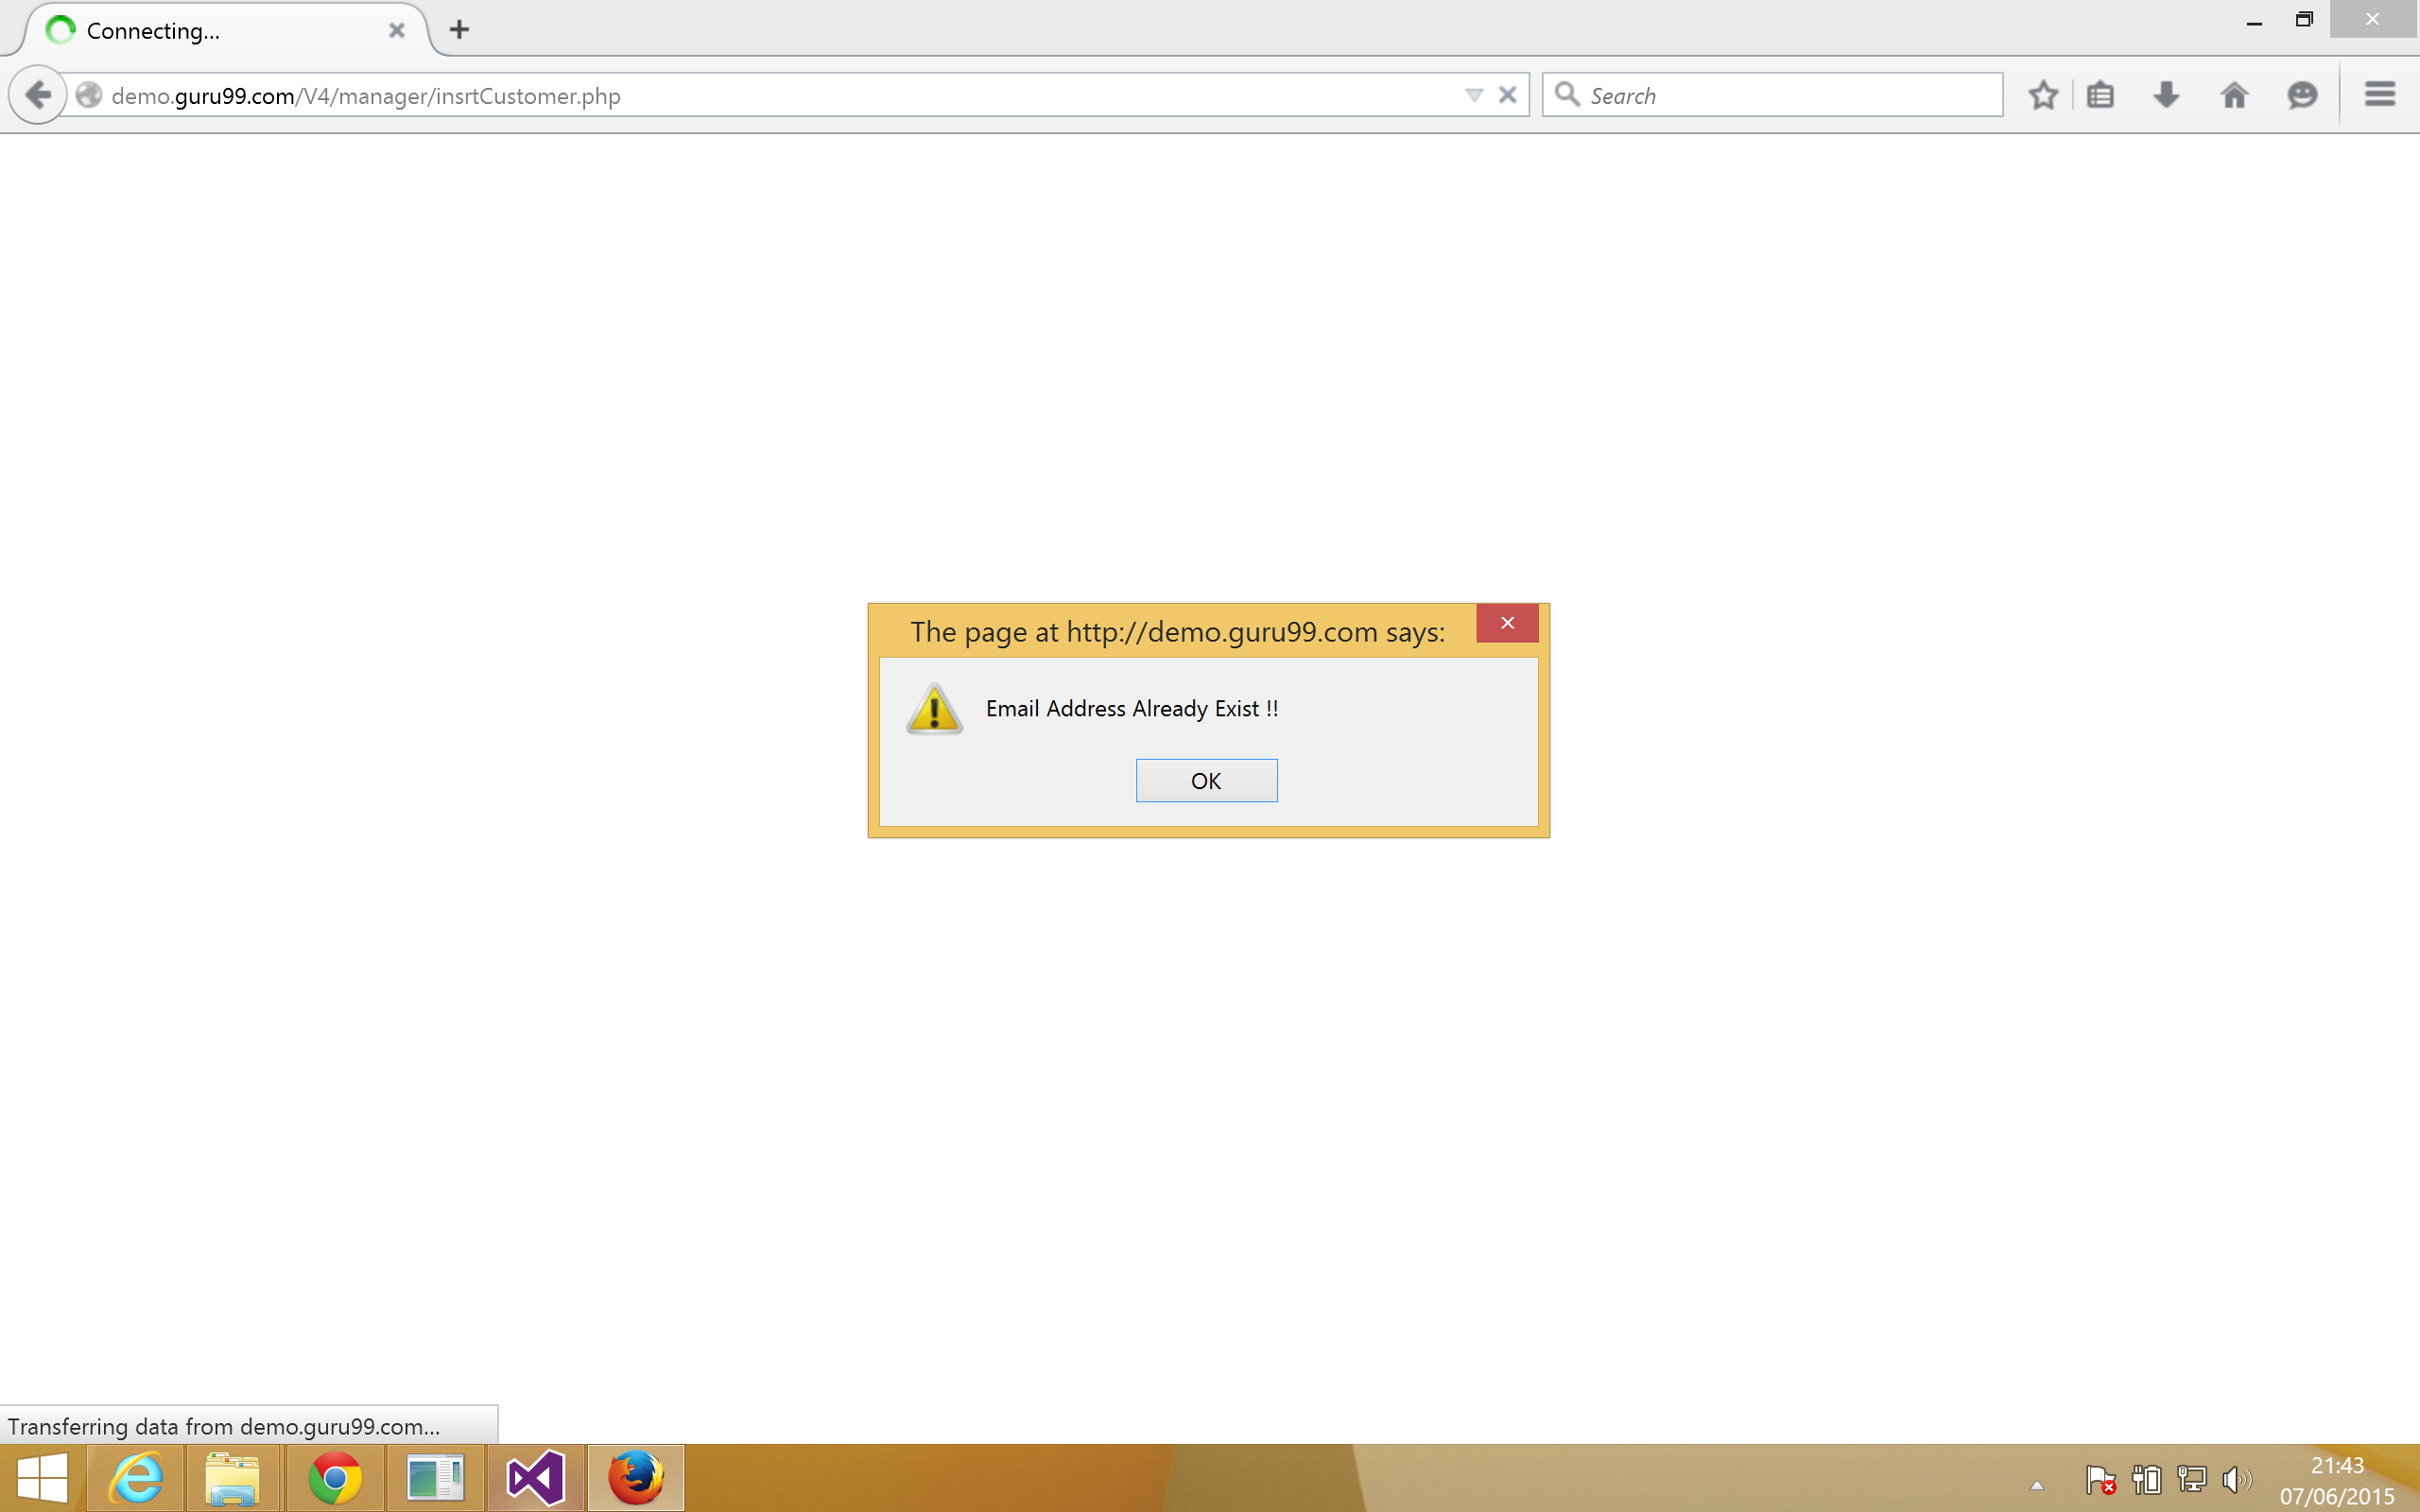 Connecting...
demo.guru99.com/V4/manager/insrtCustomer.php
Search
The page at http://demo.guru99.com says:
Email Address Already Exist !!
OK
Transferring data from demo.guru99.com...
21:43
07/06/2015